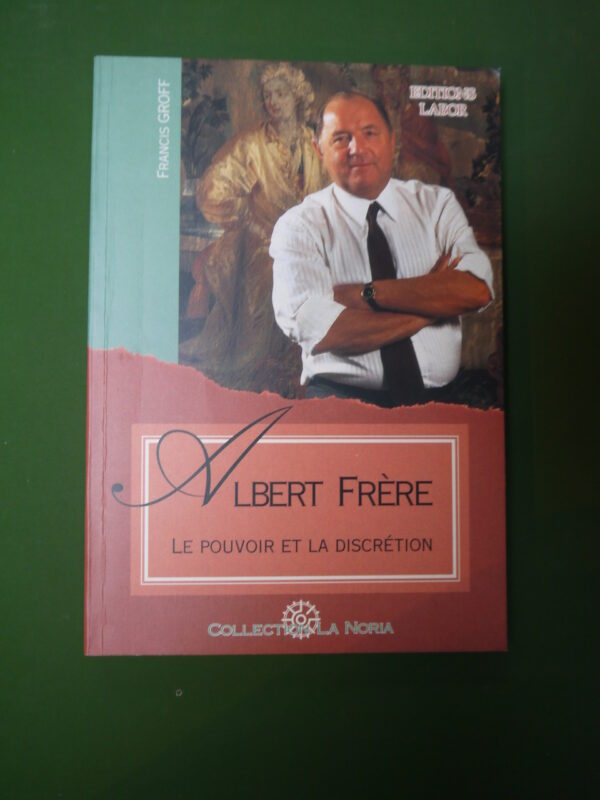 FRANCIS GROFF
EDITIONS
LABOR
ALBERT FRÈRE
LE POUVOIR ET LA DISCRÉTION
COLLECTION LA NORIA